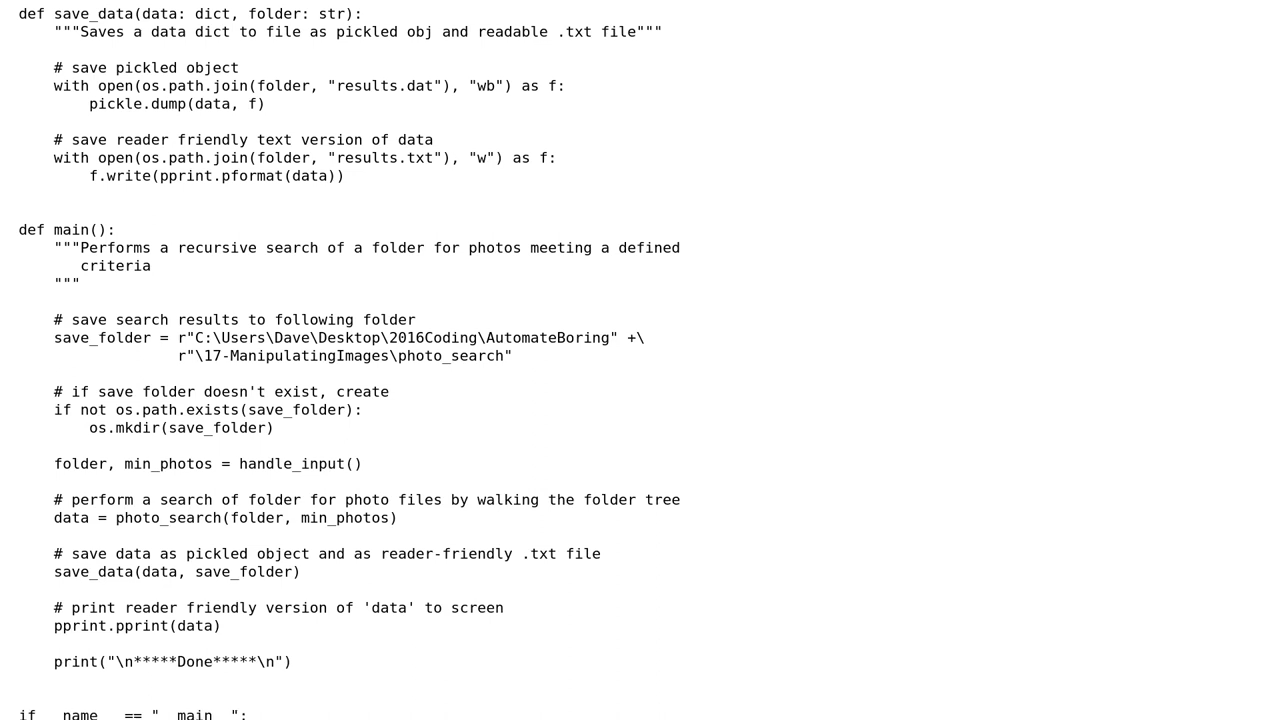 def save_data(data: dict, folder: str):
    """Saves a data dict to file as pickled obj and readable .txt file"""

    # save pickled object
    with open(os.path.join(folder, "results.dat"), "wb") as f:
        pickle.dump(data, f)

    # save reader friendly text version of data
    with open(os.path.join(folder, "results.txt"), "w") as f:
        f.write(pprint.pformat(data))


def main():
    """Performs a recursive search of a folder for photos meeting a defined
       criteria
    """

    # save search results to following folder
    save_folder = r"C:\Users\Dave\Desktop\2016Coding\AutomateBoring" +\
                  r"\17-ManipulatingImages\photo_search"

    # if save folder doesn't exist, create
    if not os.path.exists(save_folder):
        os.mkdir(save_folder)

    folder, min_photos = handle_input()

    # perform a search of folder for photo files by walking the folder tree
    data = photo_search(folder, min_photos)

    # save data as pickled object and as reader-friendly .txt file
    save_data(data, save_folder)

    # print reader friendly version of 'data' to screen
    pprint.pprint(data)

    print("\n*****Done*****\n")


if __name__ == "__main__":